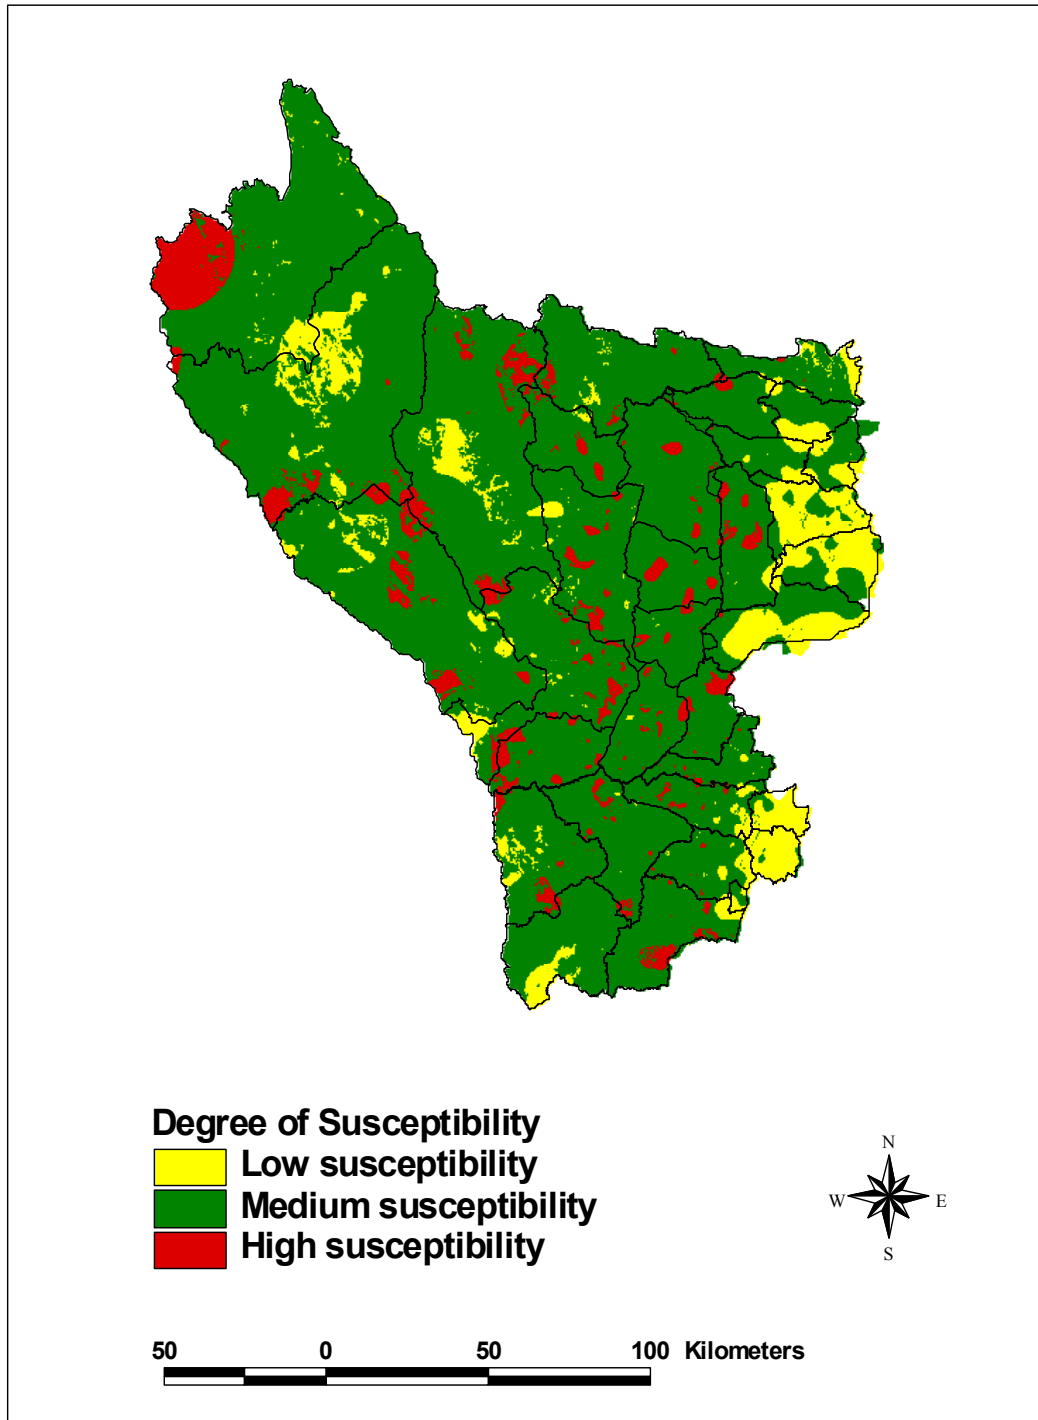 Degree of Susceptibility
Low susceptibility
Medium susceptibility
High susceptibility
N
W E
S
50 0 50 100 Kilometers